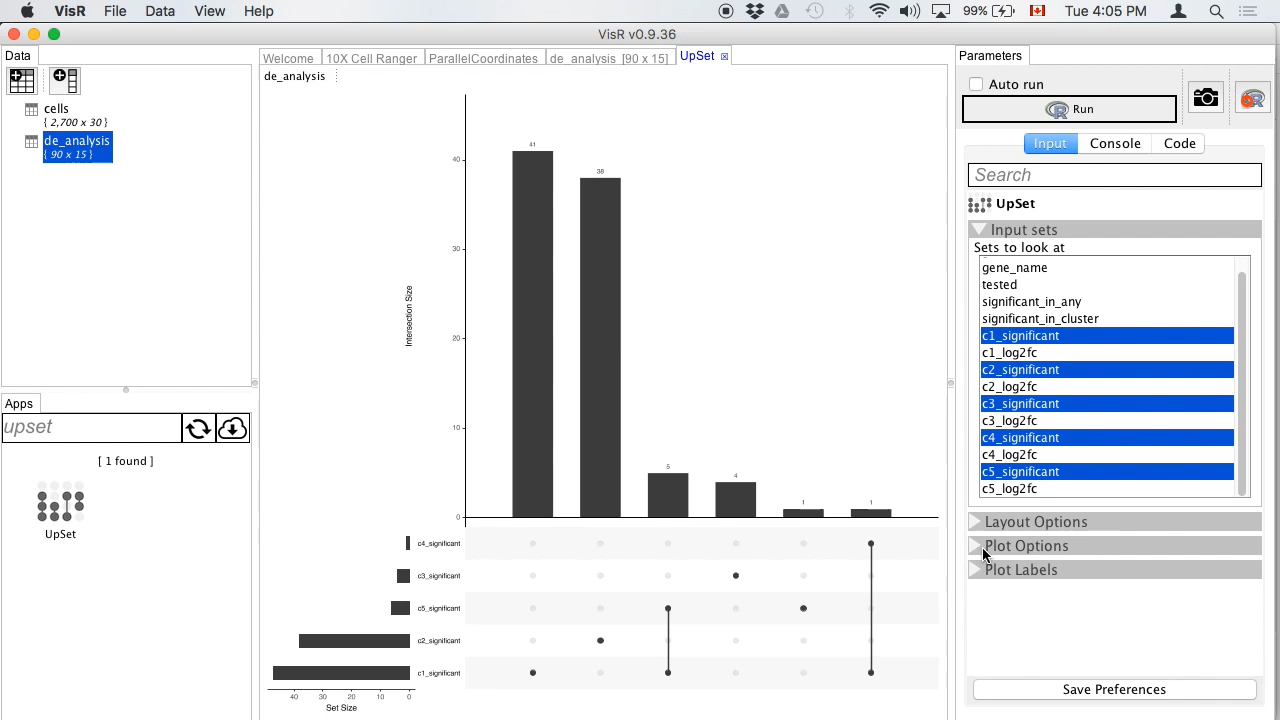 VisR File Data View Help 99% Tue 4:05 PM
VisR v0.9.36
Data
cells
{ 2,700 x 30 }
de_analysis
{ 90 x 15 }
Apps
upset
[ 1 found ]
UpSet
Welcome 10X Cell Ranger ParallelCoordinates de_analysis [90 x 15] UpSet
de_analysis
41
38
5
4
1
1
40
30
20
10
0
Intersection Size
c4_significant
c3_significant
c5_significant
c2_significant
c1_significant
40 30 20 10 0
Set Size
Parameters
Auto run
Run
Input Console Code
Search
UpSet
Input sets
Sets to look at
gene_name
tested
significant_in_any
significant_in_cluster
c1_significant
c1_log2fc
c2_significant
c2_log2fc
c3_significant
c3_log2fc
c4_significant
c4_log2fc
c5_significant
c5_log2fc
Layout Options
Plot Options
Plot Labels
Save Preferences